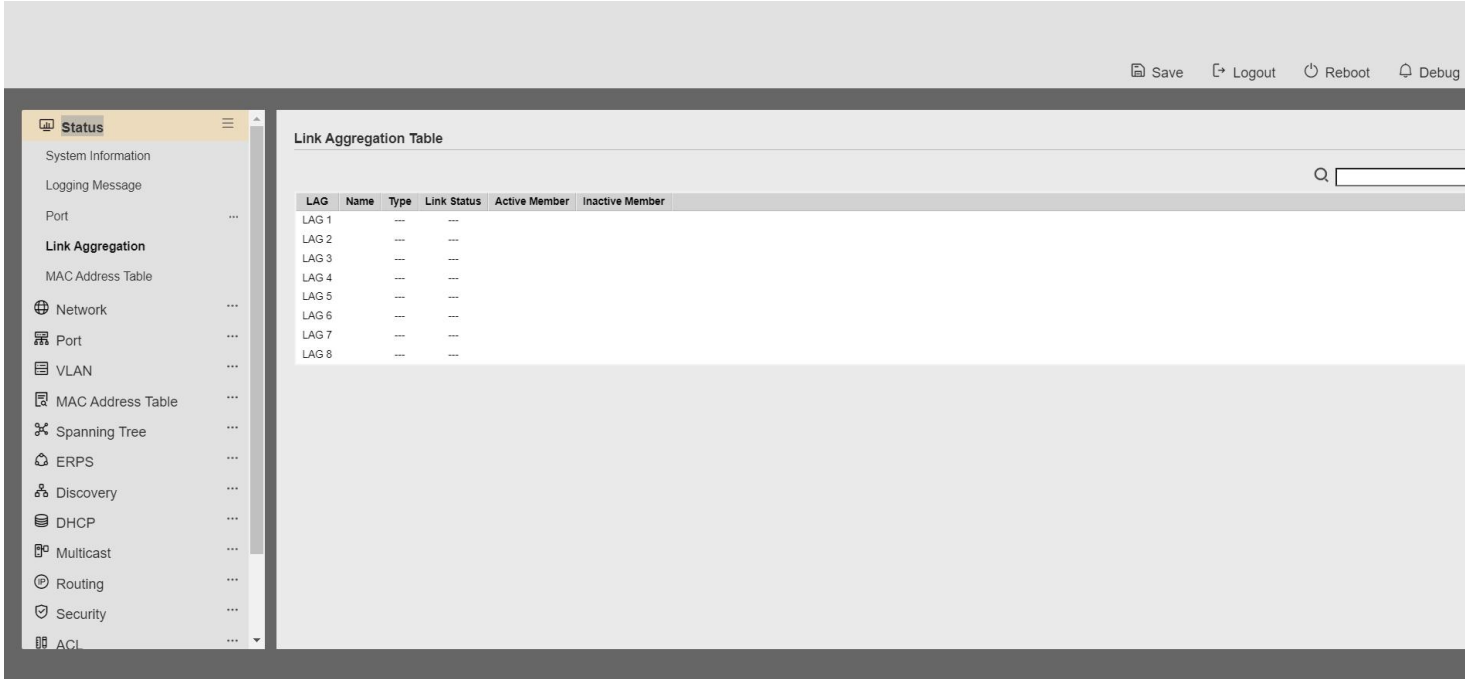 Save Logout Reboot Debug
Status
System Information
Logging Message
Port ...
Link Aggregation
MAC Address Table
Network ...
Port ...
VLAN ...
MAC Address Table ...
Spanning Tree ...
ERPS ...
Discovery ...
DHCP ...
Multicast ...
Routing ...
Security ...
ACL ...
Link Aggregation Table
LAG Name Type Link Status Active Member Inactive Member
LAG 1 --- ---
LAG 2 --- ---
LAG 3 --- ---
LAG 4 --- ---
LAG 5 --- ---
LAG 6 --- ---
LAG 7 --- ---
LAG 8 --- ---